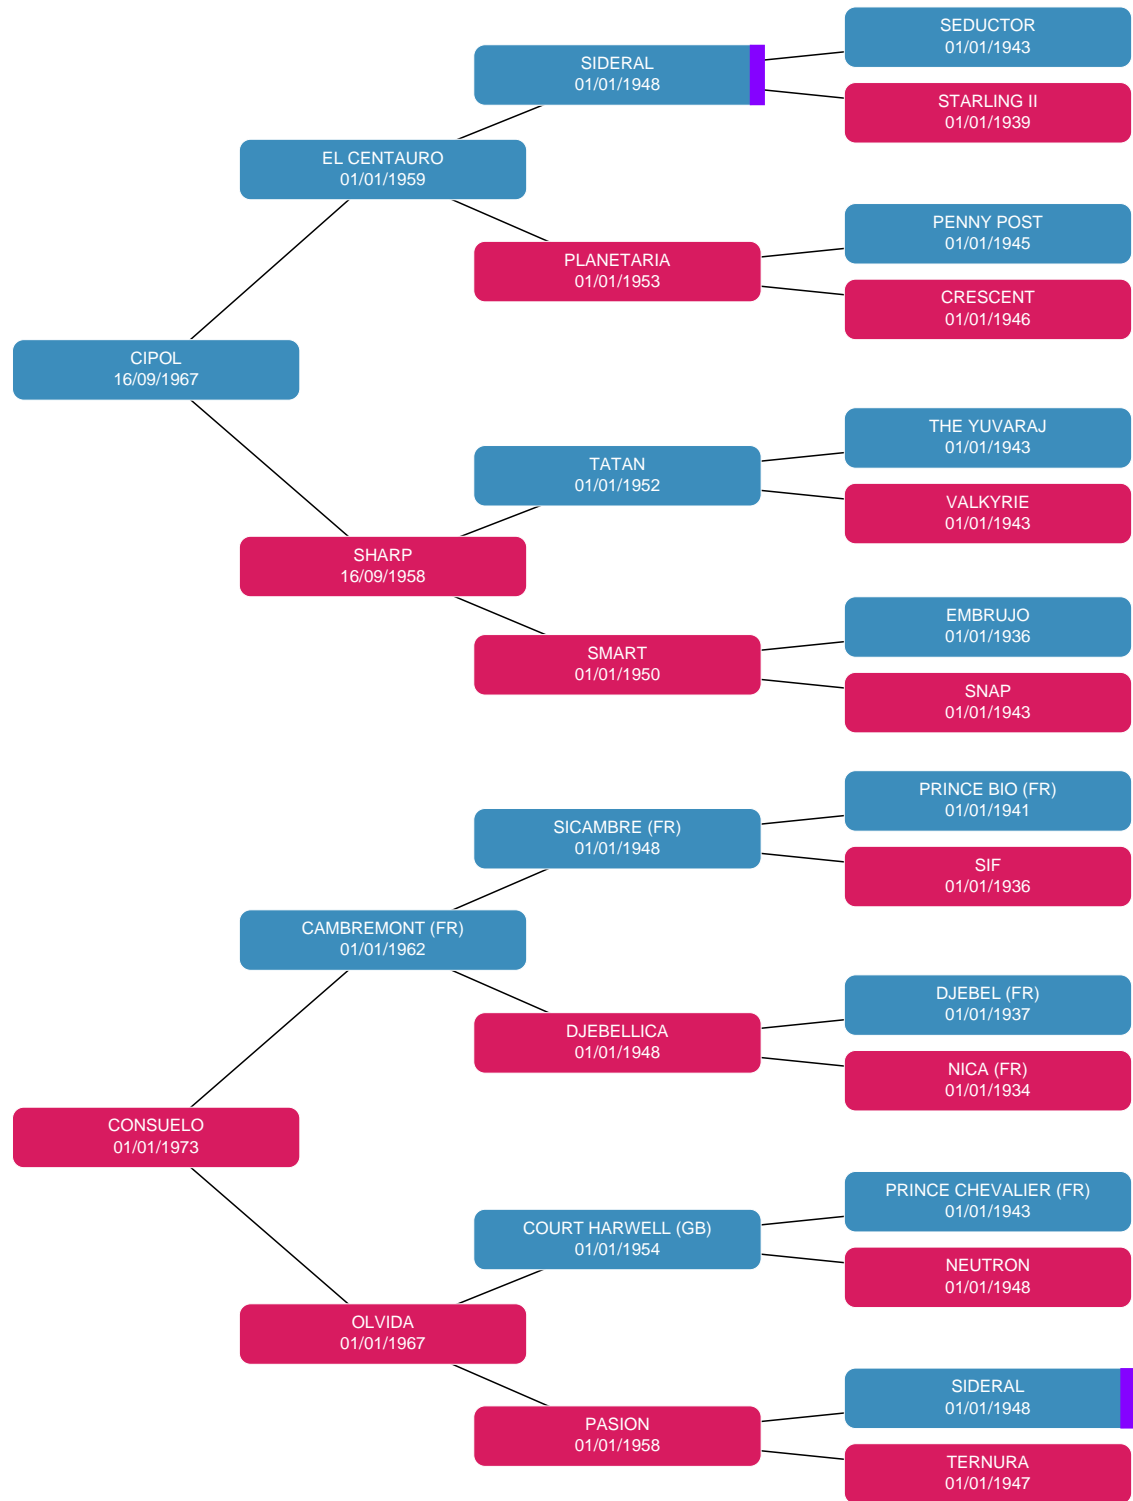 SEDUCTOR
01/01/1943
SIDERAL
01/01/1948
STARLING II
01/01/1939
EL CENTAURO
01/01/1959
PENNY POST
01/01/1945
PLANETARIA
01/01/1953
CRESCENT
01/01/1946
CIPOL
16/09/1967
THE YUVARAJ
01/01/1943
TATAN
01/01/1952
VALKYRIE
01/01/1943
SHARP
16/09/1958
EMBRUJO
01/01/1936
SMART
01/01/1950
SNAP
01/01/1943
PRINCE BIO (FR)
01/01/1941
SICAMBRE (FR)
01/01/1948
SIF
01/01/1936
CAMBREMONT (FR)
01/01/1962
DJEBEL (FR)
01/01/1937
DJEBELLICA
01/01/1948
NICA (FR)
01/01/1934
CONSUELO
01/01/1973
PRINCE CHEVALIER (FR)
01/01/1943
COURT HARWELL (GB)
01/01/1954
NEUTRON
01/01/1948
OLVIDA
01/01/1967
SIDERAL
01/01/1948
PASION
01/01/1958
TERNURA
01/01/1947